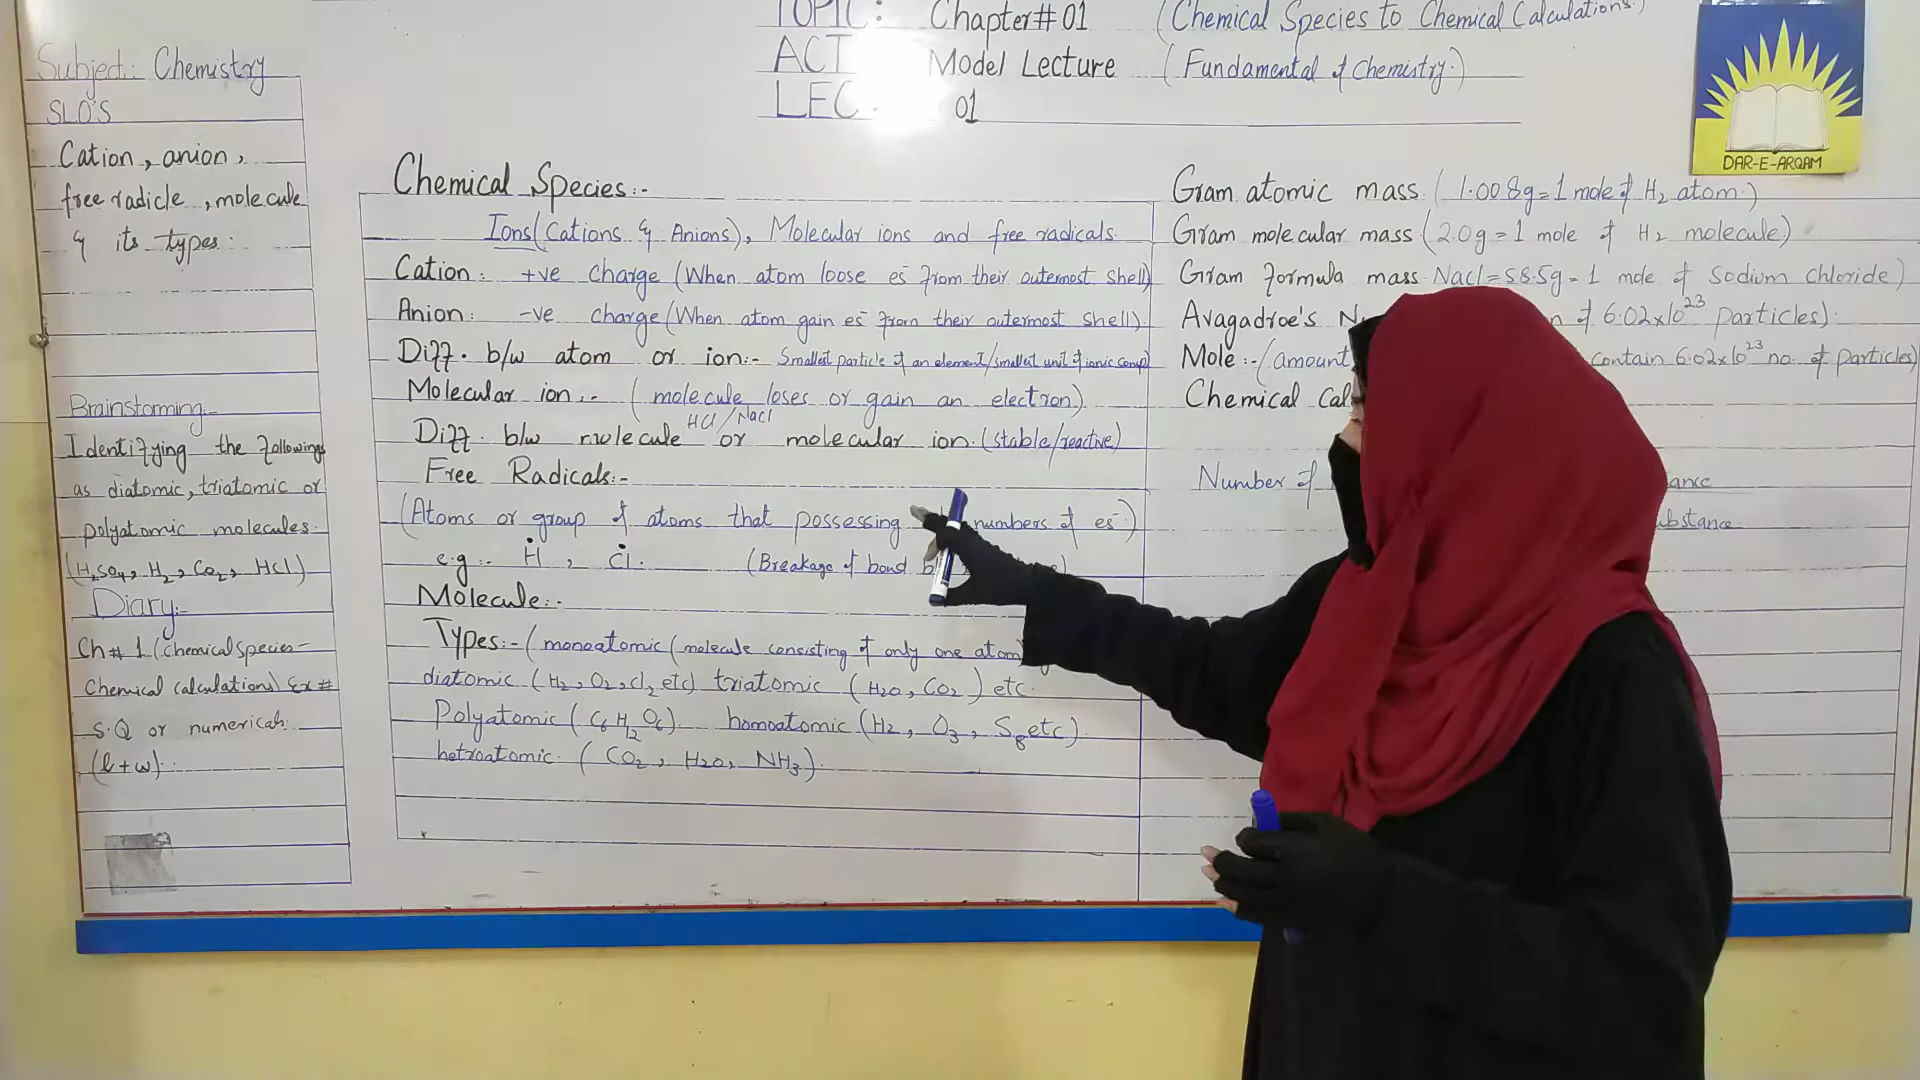 TOPIC: Chapter# 01 (Chemical Species to Chemical Calculations.)
ACT Model Lecture (Fundamental of Chemistry.)
LEC. 01
DAR-E-ARQAM
Subject: Chemistry
SLO'S
Cation, anion,
free radicle, molecule
& its types:
Brainstorming:-
Identifying the followings
as diatomic, triatomic or
polyatomic molecules.
(H2SO4, H2, CO2, HCl)
Diary:-
Ch# 1 (Chemical Species-
Chemical Calculations) Ex#
S.Q or numericals:
(l+w).
Chemical Species:-
Ions (Cations & Anions), Molecular ions and free radicals.
Cation: +ve charge (When atom loose es⁻ from their outermost shell)
Anion: -ve charge (When atom gain es⁻ from their outermost shell).
Diff. b/w atom or ion:- Smallest particle of an element/smallest unit of ionic comp)
Molecular ion:- (molecule loses or gain an electron).
HCl/NaCl
Diff. b/w molecule or molecular ion. (stable/reactive)
Free Radicals:-
(Atoms or group of atoms that possessing numbers of es⁻)
e.g:- Ḣ, Ċl. (Breakage of bond
Molecule:-
Types:- (monoatomic (molecule consisting of only one atom)
diatomic (H2, O2, Cl2 etc) triatomic (H2O, CO2) etc.
Polyatomic (C6H12O6). homoatomic (H2, O3, S8 etc).
hetroatomic. (CO2, H2O, NH3).
Gram atomic mass (1.008g = 1 mole of H2 atom.)
Gram molecular mass (2.0g = 1 mole of H2 molecule)
Gram formula mass. NaCl = 58.5g = 1 mole of Sodium Chloride)
Avagadroe's of 6.02x10²³ particles).
Mole:- (amount contain 6.02x10²³ no. of particles)
Chemical
Number of